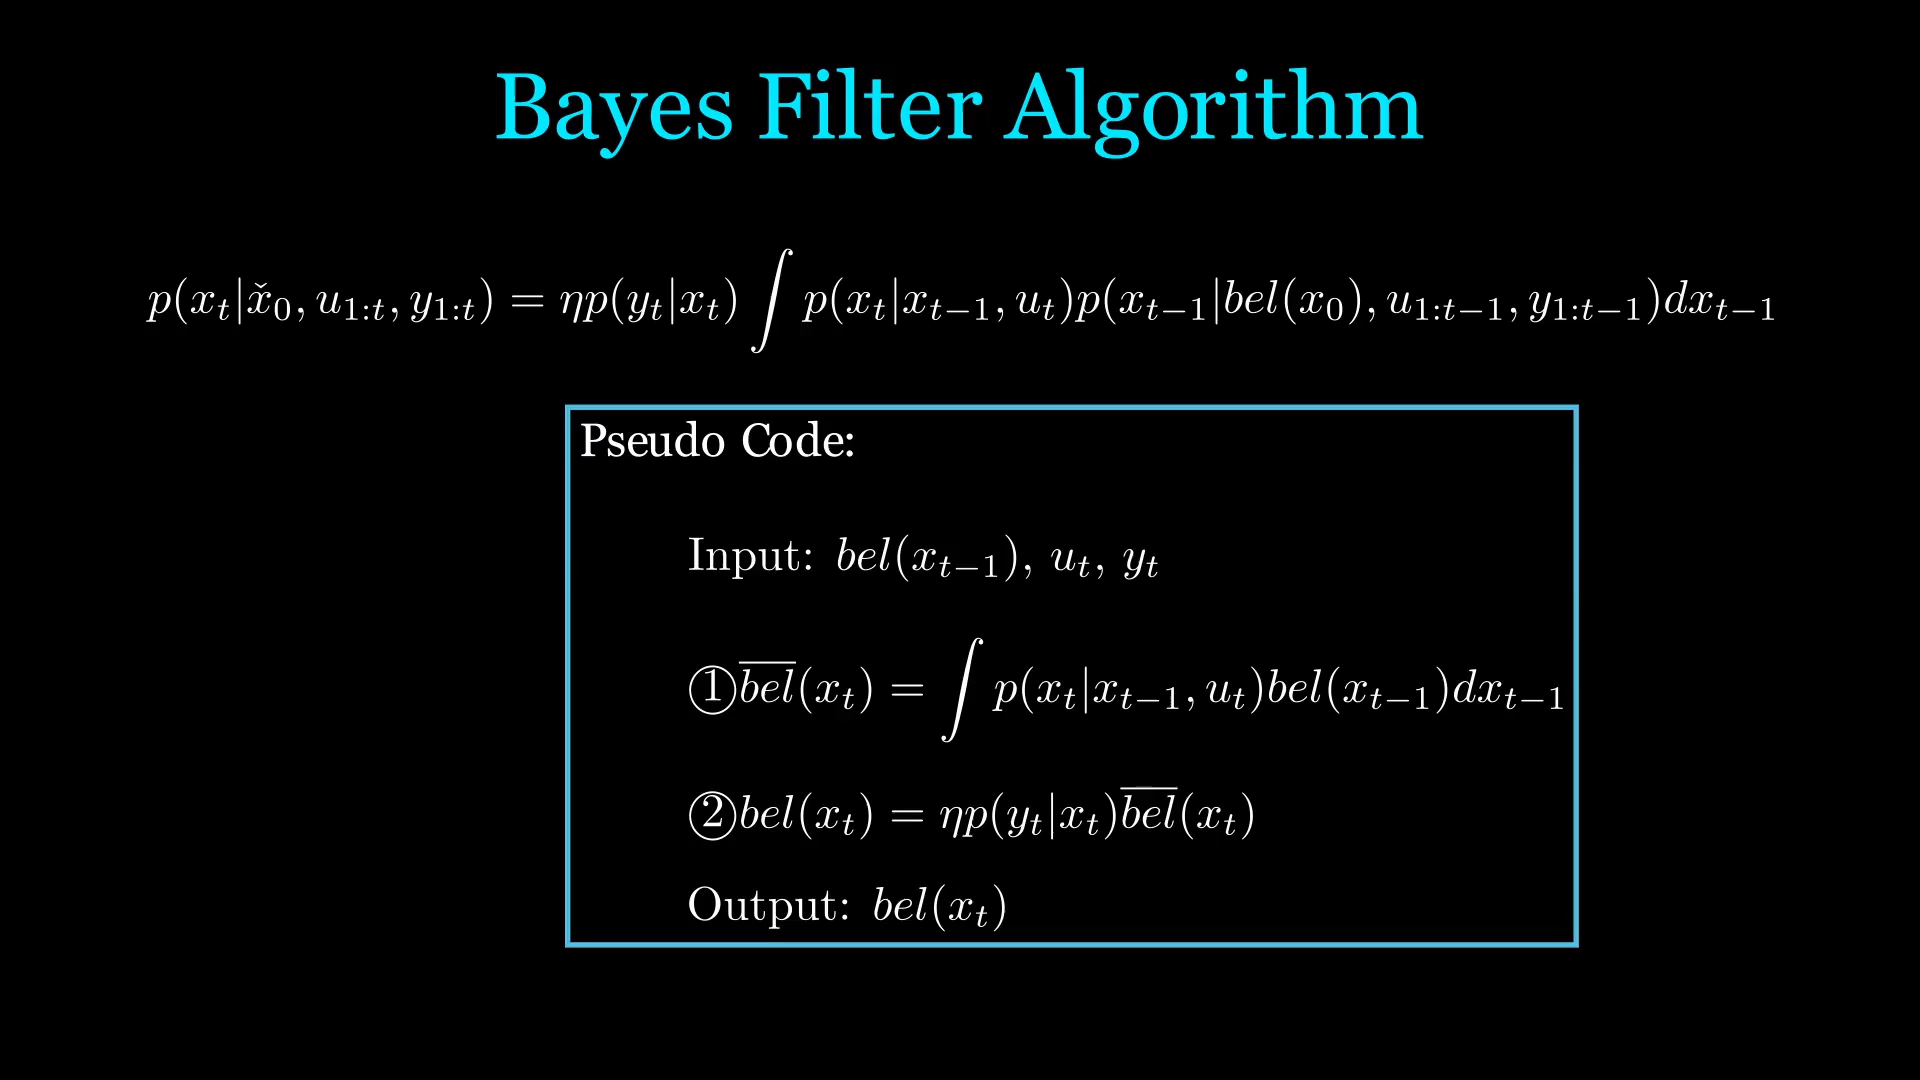 Bayes Filter Algorithm
p(x_t|x̌_0, u_{1:t}, y_{1:t}) = ηp(y_t|x_t) ∫ p(x_t|x_{t−1}, u_t)p(x_{t−1}|bel(x_0), u_{1:t−1}, y_{1:t−1})dx_{t−1}
Pseudo Code:
Input: bel(x_{t−1}), u_t, y_t
① \overline{bel}(x_t) = ∫ p(x_t|x_{t−1}, u_t)bel(x_{t−1})dx_{t−1}
② bel(x_t) = ηp(y_t|x_t)\overline{bel}(x_t)
Output: bel(x_t)